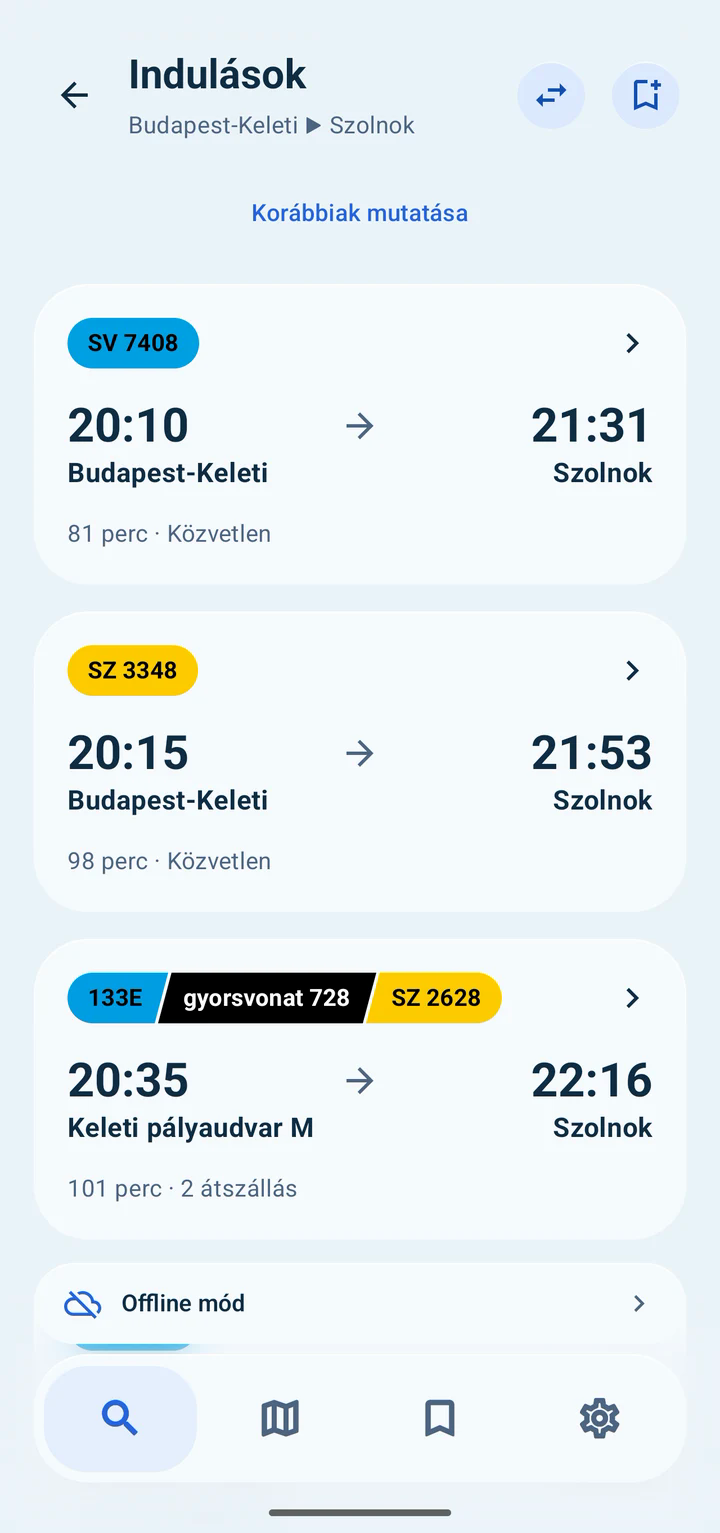 Indulások
Budapest-Keleti ▶ Szolnok
Korábbiak mutatása
SV 7408
20:10 → 21:31
Budapest-Keleti Szolnok
81 perc · Közvetlen
SZ 3348
20:15 → 21:53
Budapest-Keleti Szolnok
98 perc · Közvetlen
133E gyorsvonat 728 SZ 2628
20:35 → 22:16
Keleti pályaudvar M Szolnok
101 perc · 2 átszállás
Offline mód